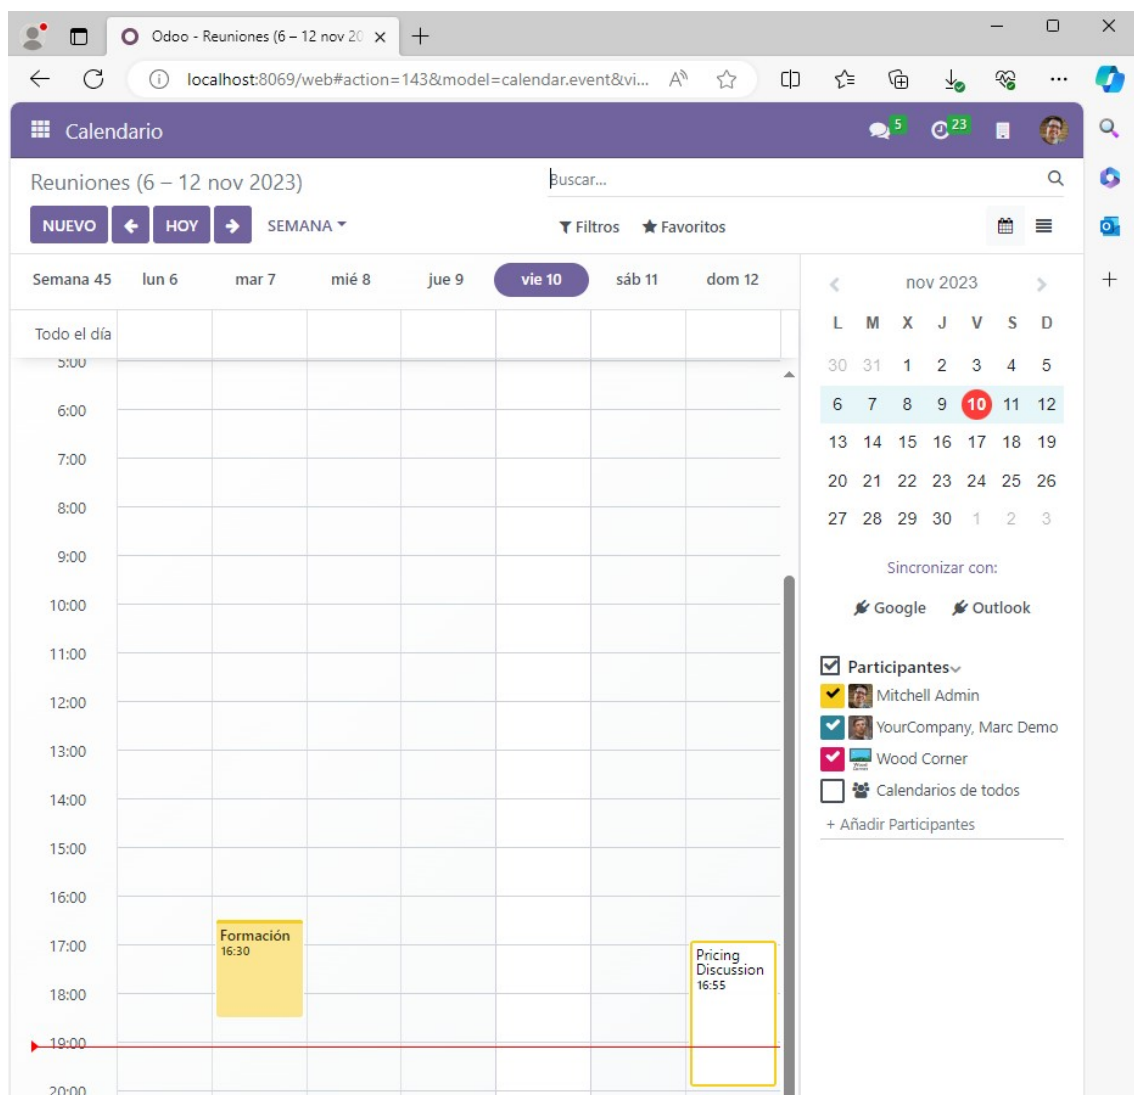 Odoo - Reuniones (6 – 12 nov 20
localhost:8069/web#action=143&model=calendar.event&vi...
Calendario
5
23
Reuniones (6 – 12 nov 2023)
Buscar...
NUEVO
HOY
SEMANA
Filtros
Favoritos
Semana 45 lun 6 mar 7 mié 8 jue 9 vie 10 sáb 11 dom 12
Todo el día
5:00
6:00
7:00
8:00
9:00
10:00
11:00
12:00
13:00
14:00
15:00
16:00
17:00
18:00
19:00
20:00
Formación
16:30
Pricing
Discussion
16:55
nov 2023
L M X J V S D
30 31 1 2 3 4 5
6 7 8 9 10 11 12
13 14 15 16 17 18 19
20 21 22 23 24 25 26
27 28 29 30 1 2 3
Sincronizar con:
Google Outlook
Participantes
Mitchell Admin
YourCompany, Marc Demo
Wood Corner
Calendarios de todos
+ Añadir Participantes